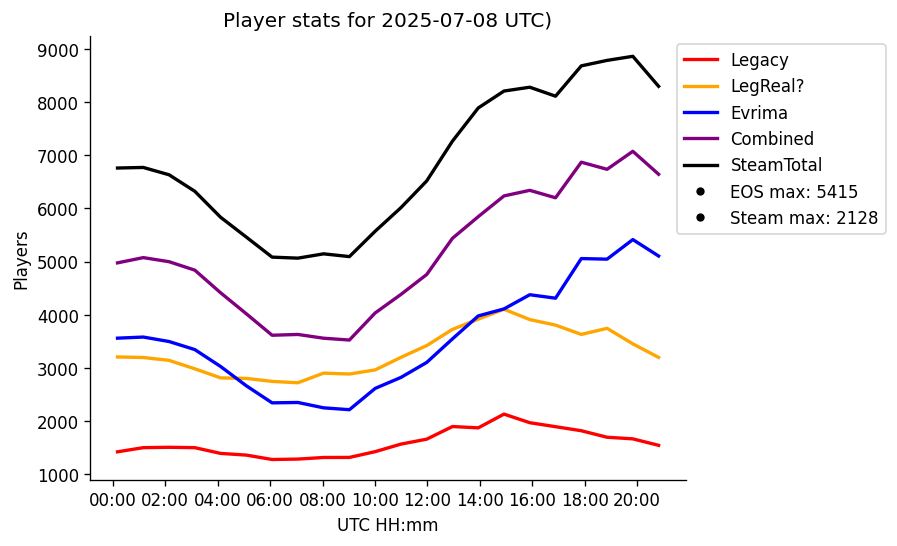 Player stats for 2025-07-08 UTC)
9000
8000
7000
6000
5000
4000
3000
2000
1000
Players
00:00 02:00 04:00 06:00 08:00 10:00 12:00 14:00 16:00 18:00 20:00
UTC HH:mm
Legacy
LegReal?
Evrima
Combined
SteamTotal
EOS max: 5415
Steam max: 2128